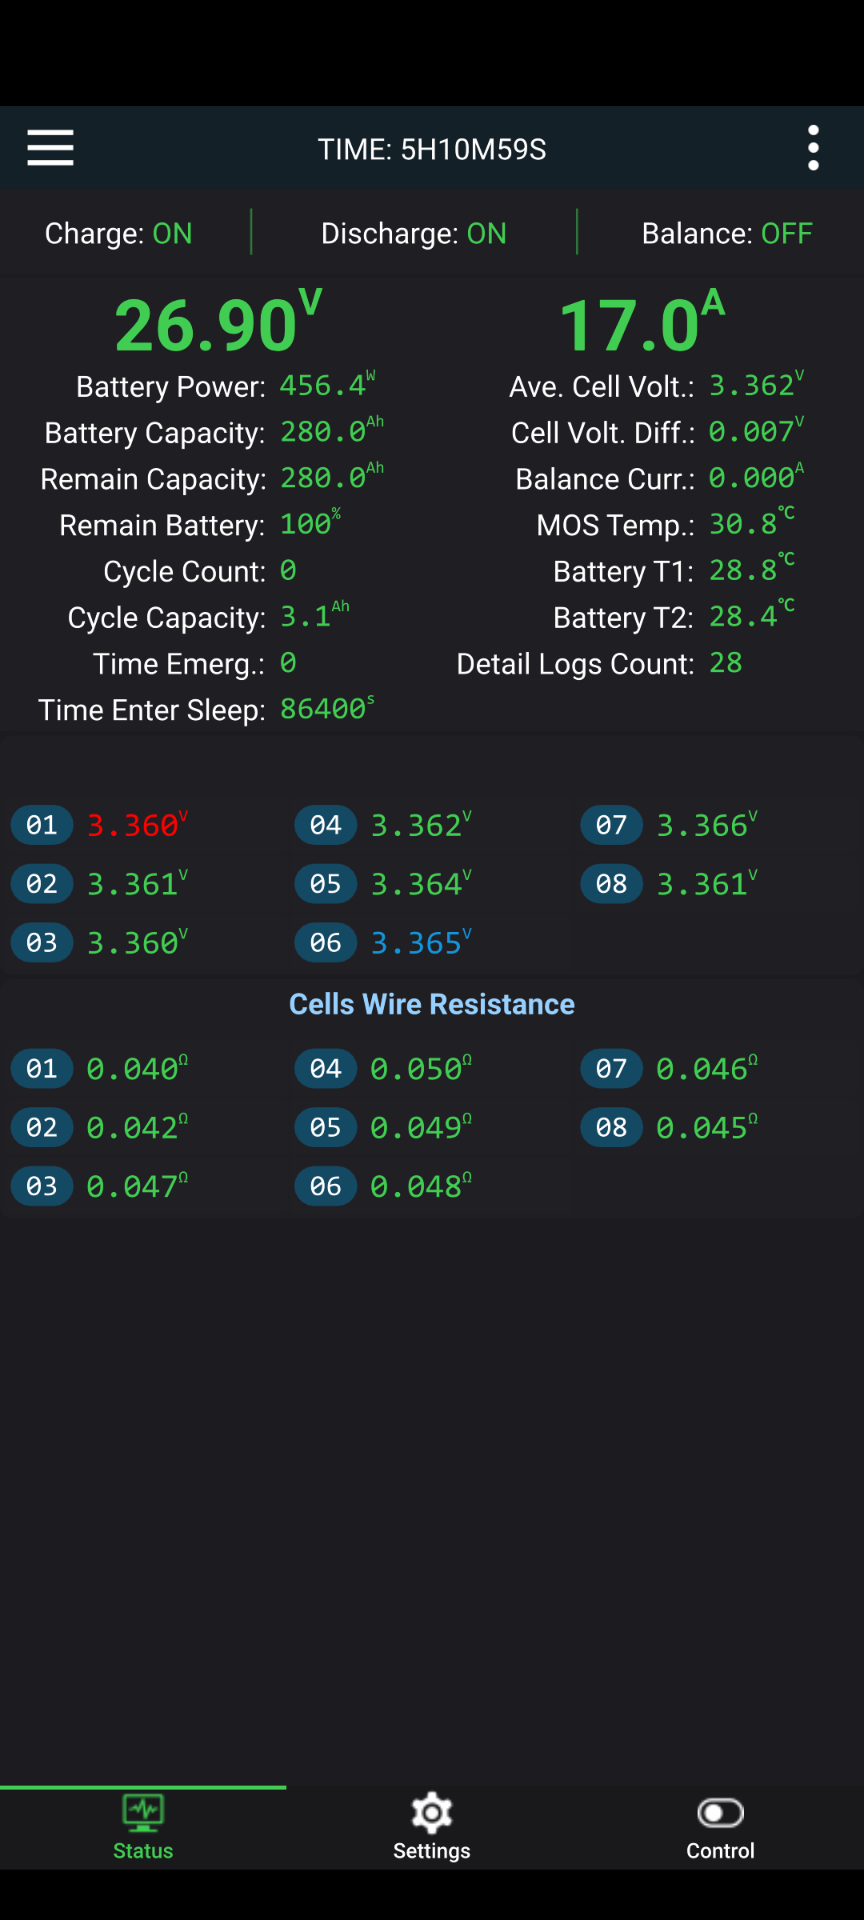 TIME: 5H10M59S
Charge: ON Discharge: ON Balance: OFF
26.90V 17.0A
Battery Power: 456.4W Ave. Cell Volt.: 3.362V
Battery Capacity: 280.0Ah Cell Volt. Diff.: 0.007V
Remain Capacity: 280.0Ah Balance Curr.: 0.000A
Remain Battery: 100% MOS Temp.: 30.8°C
Cycle Count: 0 Battery T1: 28.8°C
Cycle Capacity: 3.1Ah Battery T2: 28.4°C
Time Emerg.: 0 Detail Logs Count: 28
Time Enter Sleep: 86400s
01 3.360V 04 3.362V 07 3.366V
02 3.361V 05 3.364V 08 3.361V
03 3.360V 06 3.365V
Cells Wire Resistance
01 0.040Ω 04 0.050Ω 07 0.046Ω
02 0.042Ω 05 0.049Ω 08 0.045Ω
03 0.047Ω 06 0.048Ω
Status Settings Control